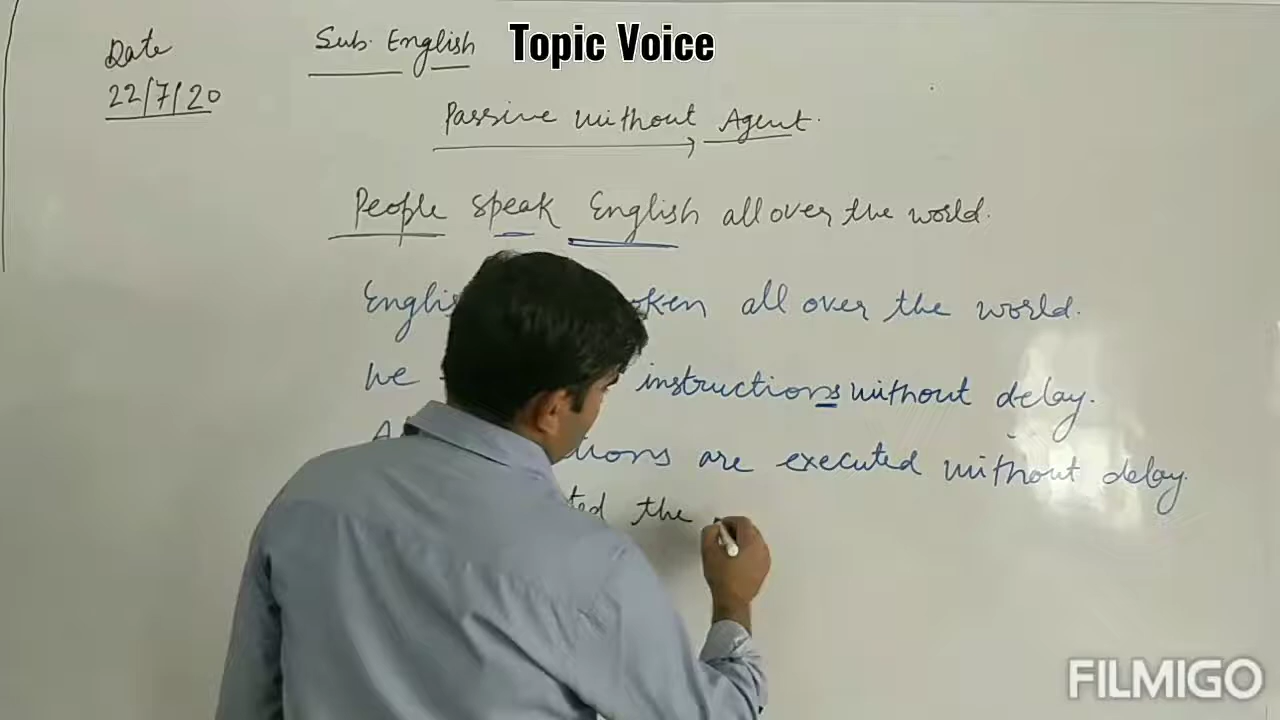 Date
22/7/20
Sub. English
Topic Voice
Passive without Agent.
People speak English all over the world.
all over the world.
We instructions without delay.
are executed without delay.
the
FILMIGO